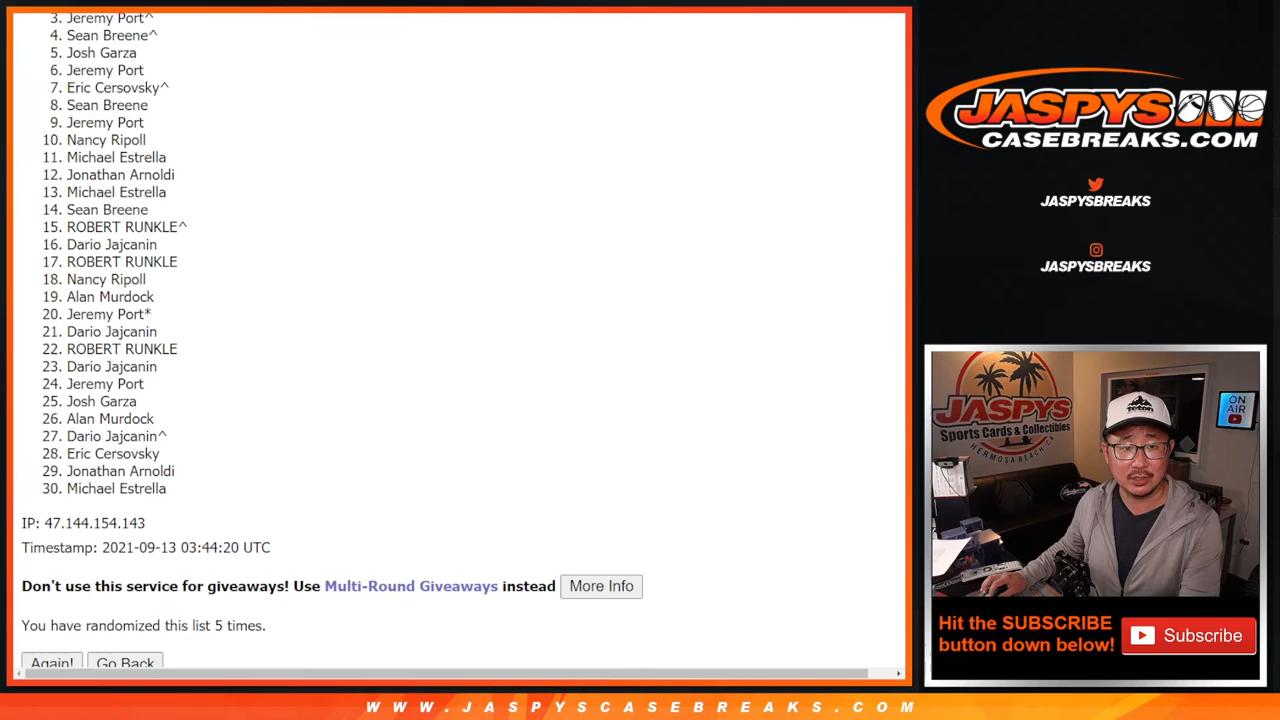 3. Jeremy Port^
4. Sean Breene^
5. Josh Garza
6. Jeremy Port
7. Eric Cersovsky^
8. Sean Breene
9. Jeremy Port
10. Nancy Ripoll
11. Michael Estrella
12. Jonathan Arnoldi
13. Michael Estrella
14. Sean Breene
15. ROBERT RUNKLE^
16. Dario Jajcanin
17. ROBERT RUNKLE
18. Nancy Ripoll
19. Alan Murdock
20. Jeremy Port*
21. Dario Jajcanin
22. ROBERT RUNKLE
23. Dario Jajcanin
24. Jeremy Port
25. Josh Garza
26. Alan Murdock
27. Dario Jajcanin^
28. Eric Cersovsky
29. Jonathan Arnoldi
30. Michael Estrella
IP: 47.144.154.143
Timestamp: 2021-09-13 03:44:20 UTC
Don't use this service for giveaways! Use Multi-Round Giveaways instead More Info
You have randomized this list 5 times.
Again! Go Back
JASPYS
CASEBREAKS.COM
JASPYSBREAKS
JASPYSBREAKS
JASPYS
Sports Cards & Collectibles
HERMOSA BEACH CA
ON
AIR
TETON
Hit the SUBSCRIBE
button down below!
Subscribe
WWW.JASPYSCASEBREAKS.COM